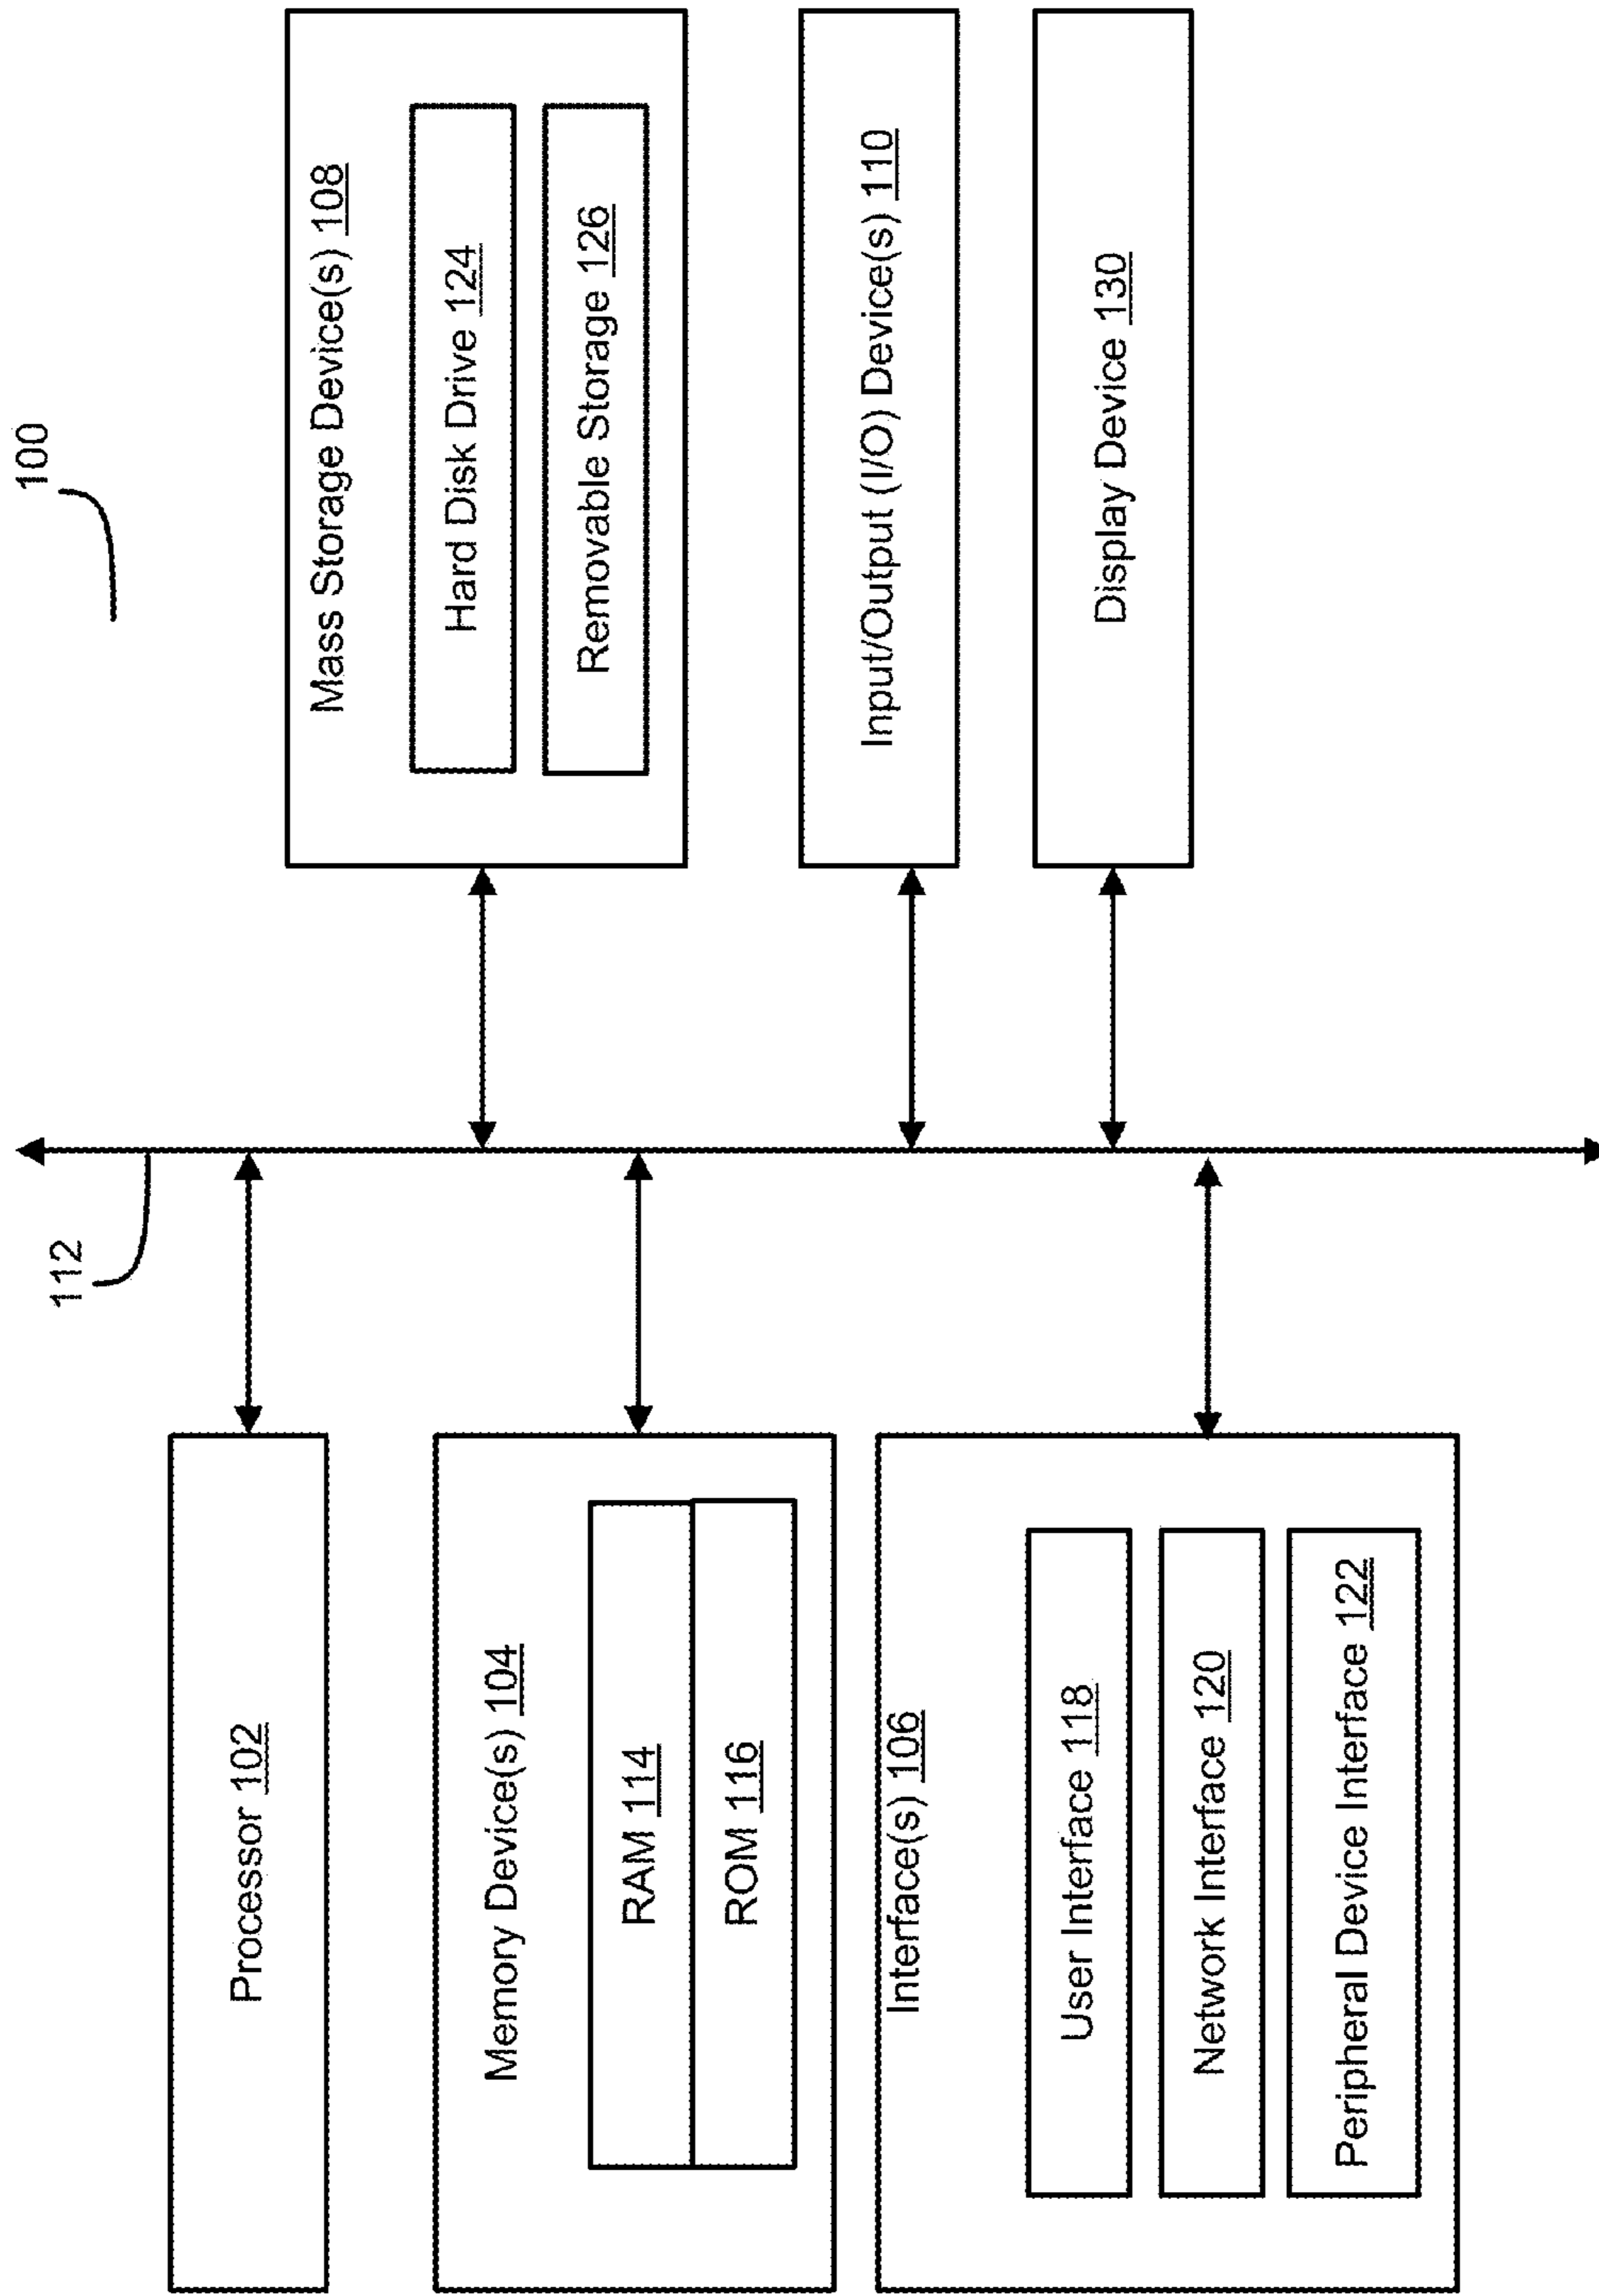 100
112
Processor 102
Memory Device(s) 104
RAM 114
ROM 116
Interface(s) 106
User Interface 118
Network Interface 120
Peripheral Device Interface 122
Mass Storage Device(s) 108
Hard Disk Drive 124
Removable Storage 126
Input/Output (I/O) Device(s) 110
Display Device 130